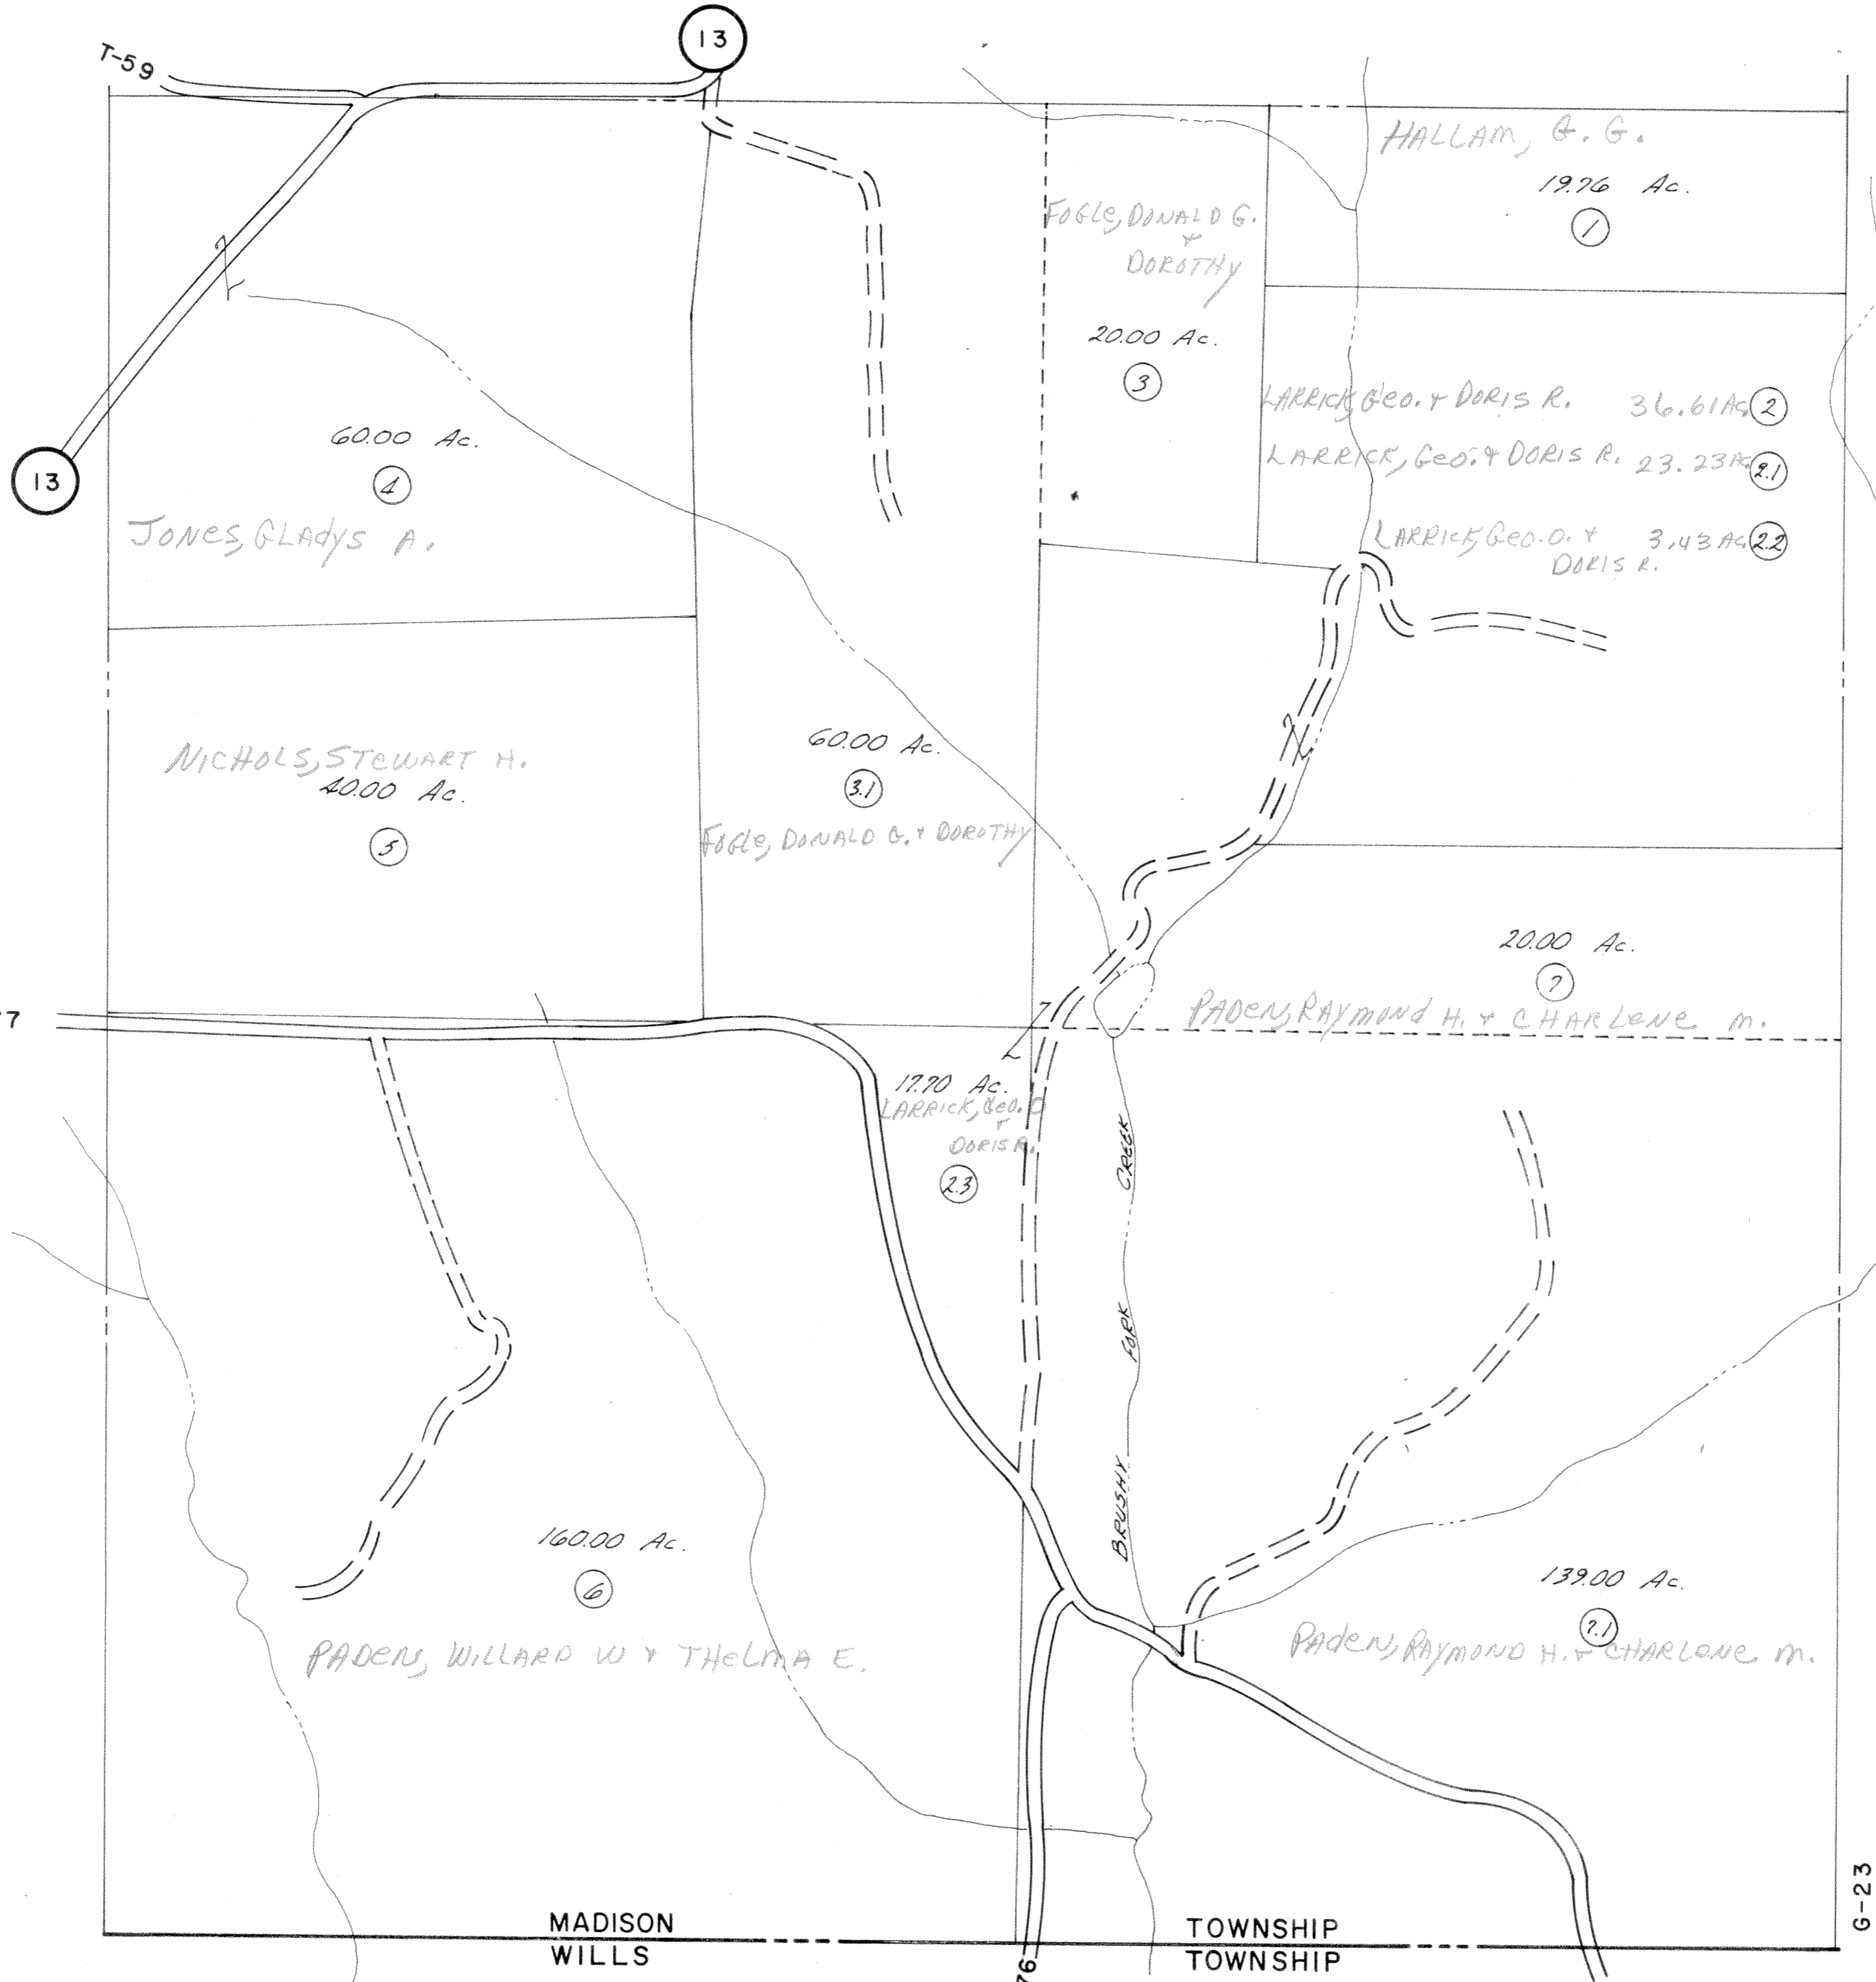 T-59
13
HALLAM, G. G.
19.76 Ac.
1
FOGLE, DONALD G.
+
DOROTHY
20.00 Ac.
3
LARRICK, GEO. + DORIS R. 36.61 Ac. 2
LARRICK, GEO. + DORIS R. 23.23 Ac. 2.1
LARRICK, GEO. O. + 3.43 Ac. 2.2
DORIS R.
60.00 Ac.
4
13
JONES, GLADYS A.
NICHOLS, STEWART H.
40.00 Ac.
5
60.00 Ac.
3.1
FOGLE, DONALD G. + DOROTHY
20.00 Ac.
7
PADEN, RAYMOND H. + CHARLENE M.
7
17.70 Ac.
LARRICK, GEO. O
+
DORIS R.
2.3
BRUSHY FORK CREEK
160.00 Ac.
6
PADEN, WILLARD W + THELMA E.
139.00 Ac.
7.1
PADEN, RAYMOND H. + CHARLENE M.
G-23
MADISON TOWNSHIP
WILLS TOWNSHIP
76